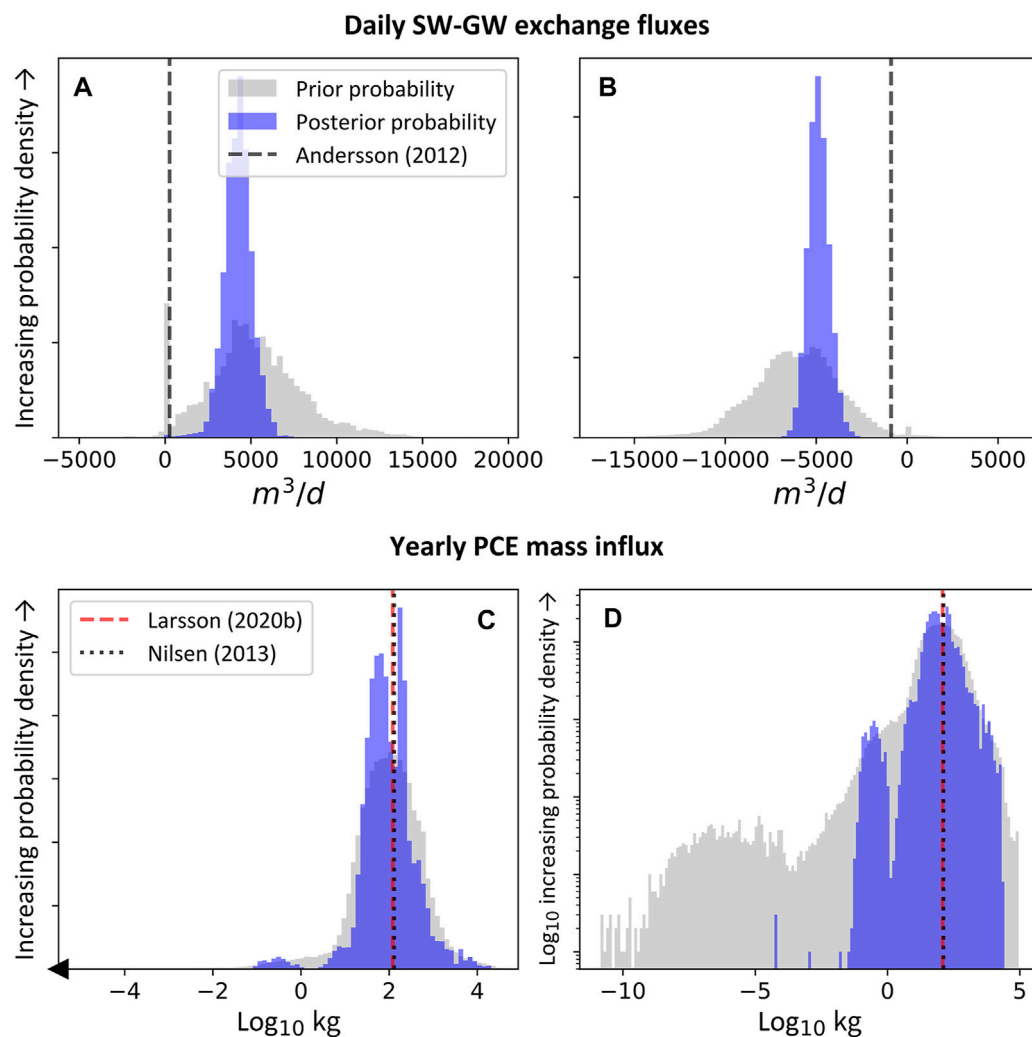 Daily SW-GW exchange fluxes
A
Prior probability
Posterior probability
Andersson (2012)
B
Increasing probability density →
−5000 0 5000 10000 15000 20000
m³/d
−15000 −10000 −5000 0 5000
m³/d
Yearly PCE mass influx
Larsson (2020b)
Nilsen (2013)
C
D
Increasing probability density →
−4 −2 0 2 4
Log₁₀ kg
Log₁₀ increasing probability density →
−10 −5 0 5
Log₁₀ kg